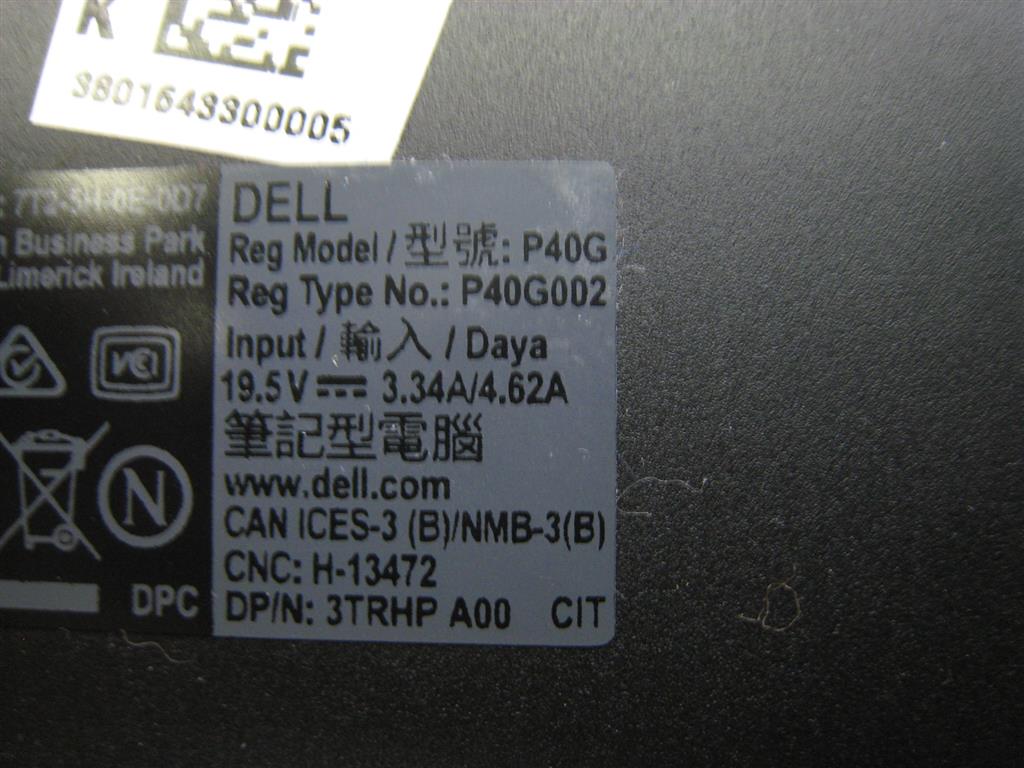 K
3801643300005
DELL
Reg Model / 型號: P40G
Reg Type No.: P40G002
Input / 輸入 / Daya
19.5V 3.34A/4.62A
筆記型電腦
www.dell.com
CAN ICES-3 (B)/NMB-3(B)
CNC: H-13472
DP/N: 3TRHP A00 CIT
Business Park
Limerick Ireland
VCI
N
DPC